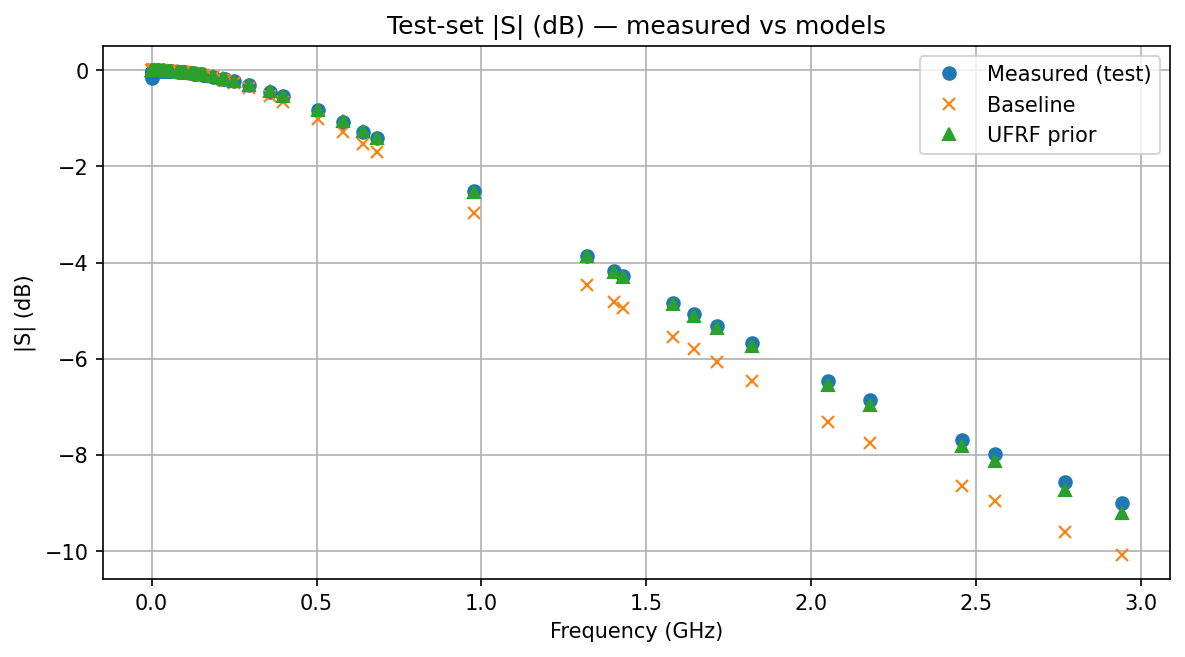 Test-set |S| (dB) — measured vs models
Measured (test)
Baseline
UFRF prior
|S| (dB)
0
−2
−4
−6
−8
−10
0.0 0.5 1.0 1.5 2.0 2.5 3.0
Frequency (GHz)